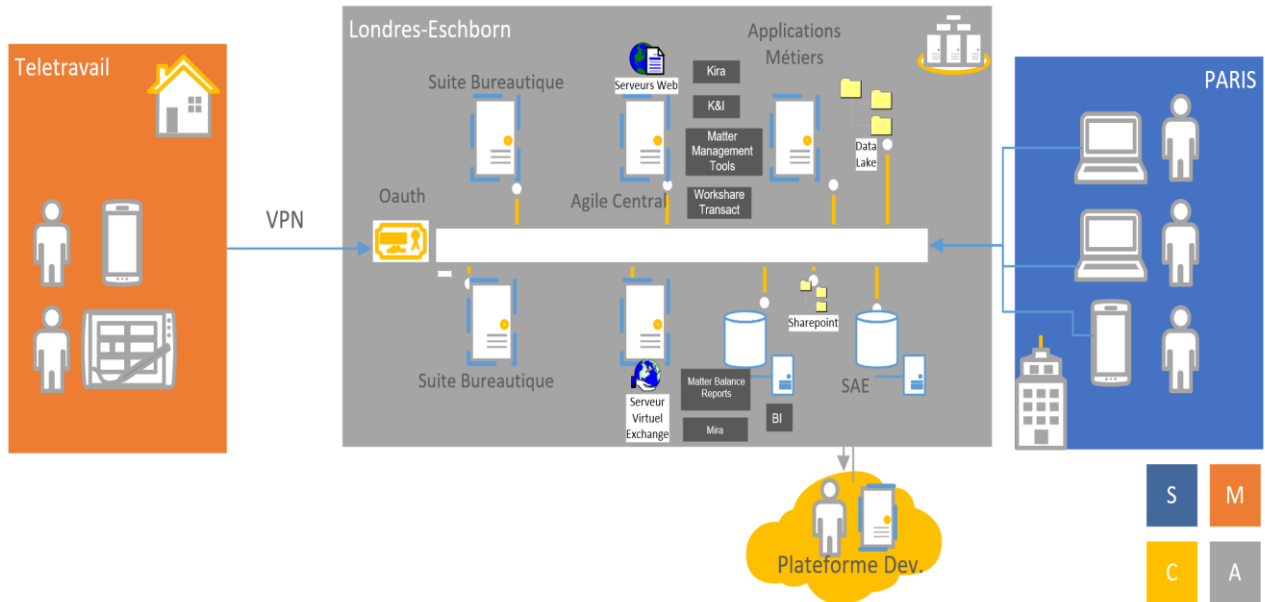 Teletravail
VPN
Londres-Eschborn
Suite Bureautique
Serveurs Web
Kira
K&I
Matter
Management
Tools
Workshare
Transact
Applications
Métiers
Data
Lake
Oauth
Agile Central
Suite Bureautique
Serveur
Virtuel
Exchange
Matter Balance
Reports
Mira
BI
Sharepoint
SAE
PARIS
Plateforme Dev.
S
M
C
A